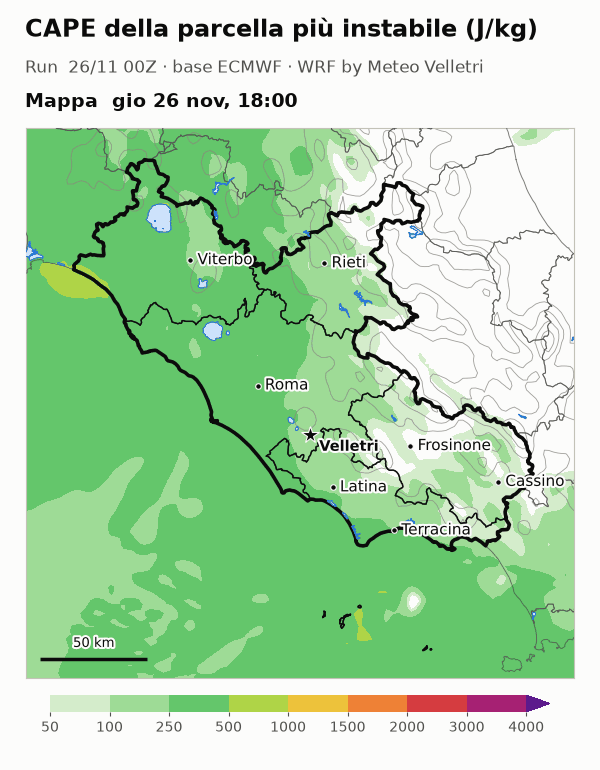 CAPE della parcella più instabile (J/kg)
Run  26/11 00Z · base ECMWF · WRF by Meteo Velletri
Mappa  gio 26 nov, 18:00
Viterbo
Rieti
Roma
Velletri
Frosinone
Latina
Cassino
Terracina
50 km
50 100 250 500 1000 1500 2000 3000 4000